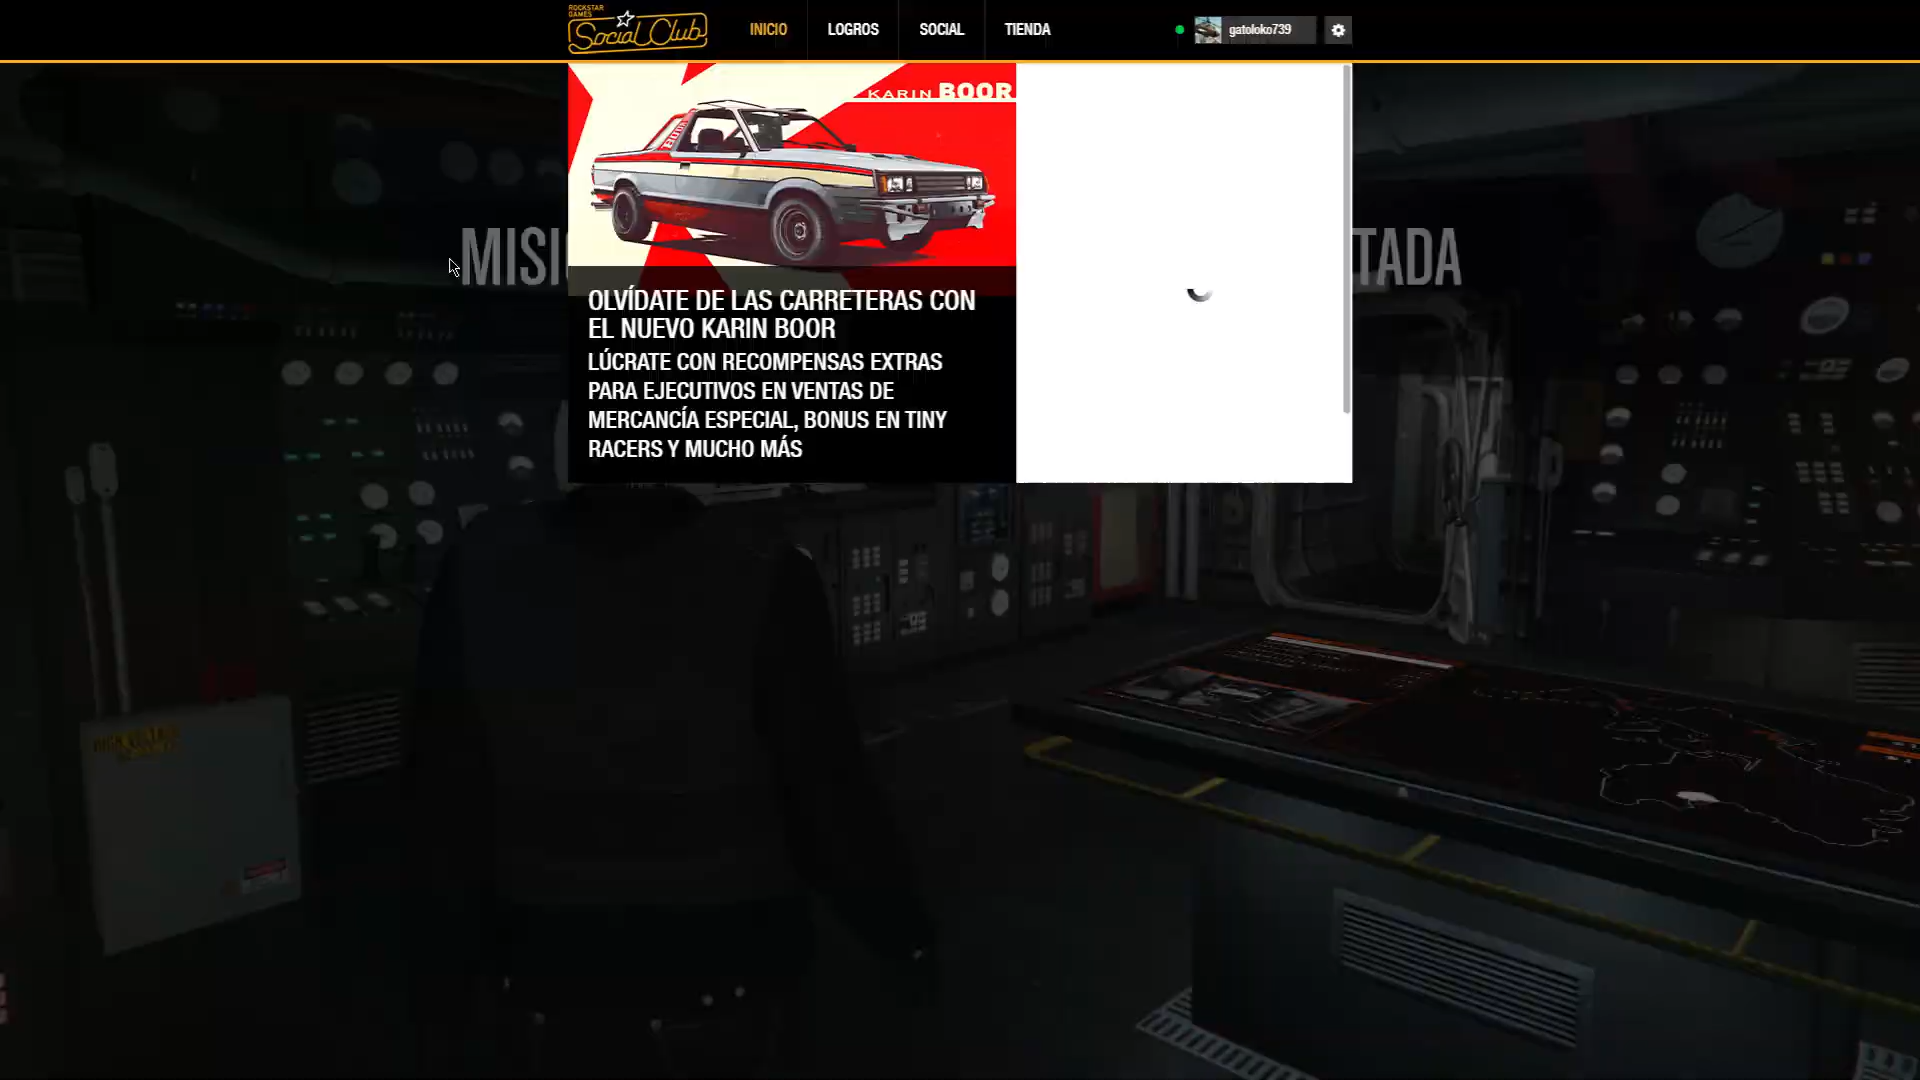 ROCKSTAR
GAMES
Social Club
INICIO
LOGROS
SOCIAL
TIENDA
gatoloko739
KARIN BOOR
MISI
TADA
OLVÍDATE DE LAS CARRETERAS CON
EL NUEVO KARIN BOOR
LÚCRATE CON RECOMPENSAS EXTRAS
PARA EJECUTIVOS EN VENTAS DE
MERCANCÍA ESPECIAL, BONUS EN TINY
RACERS Y MUCHO MÁS
HIGH VOLTAGE